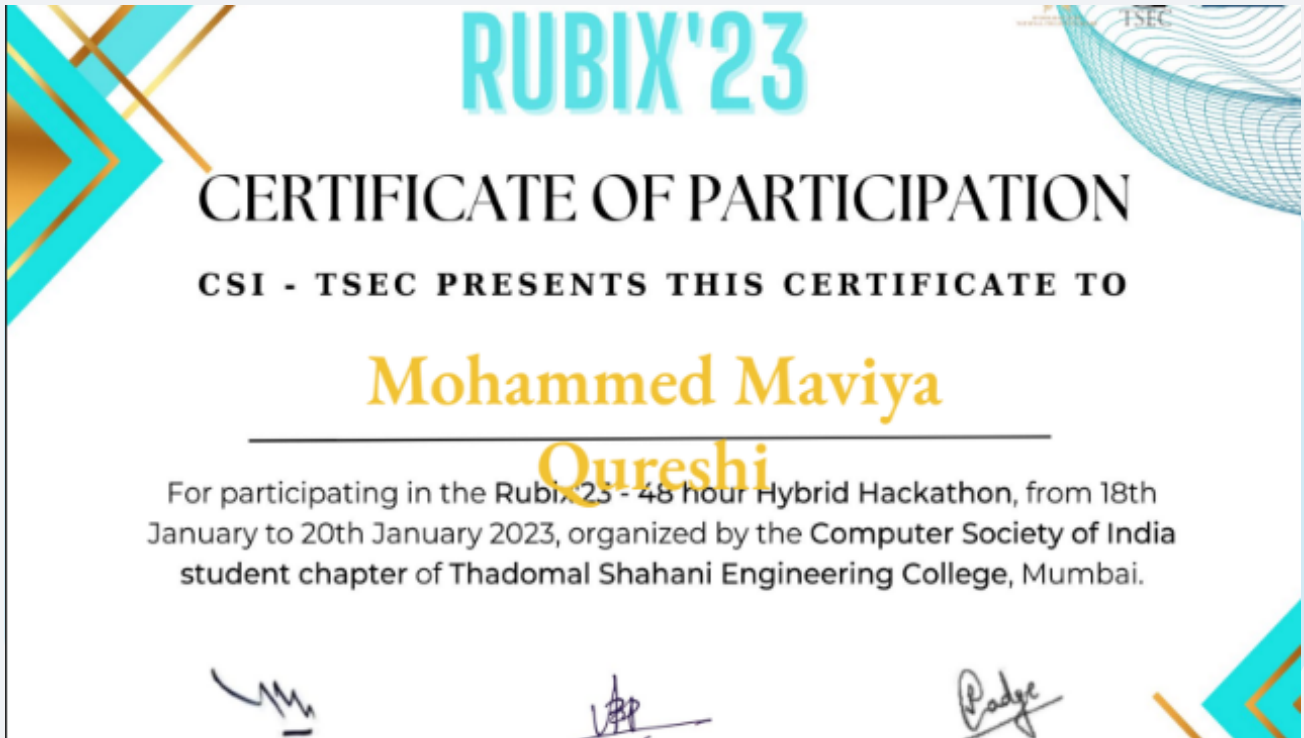 TSEC
RUBIX'23
CERTIFICATE OF PARTICIPATION
CSI - TSEC PRESENTS THIS CERTIFICATE TO
Mohammed Maviya
Qureshi
For participating in the Rubix'23 - 48 hour Hybrid Hackathon, from 18th
January to 20th January 2023, organized by the Computer Society of India
student chapter of Thadomal Shahani Engineering College, Mumbai.